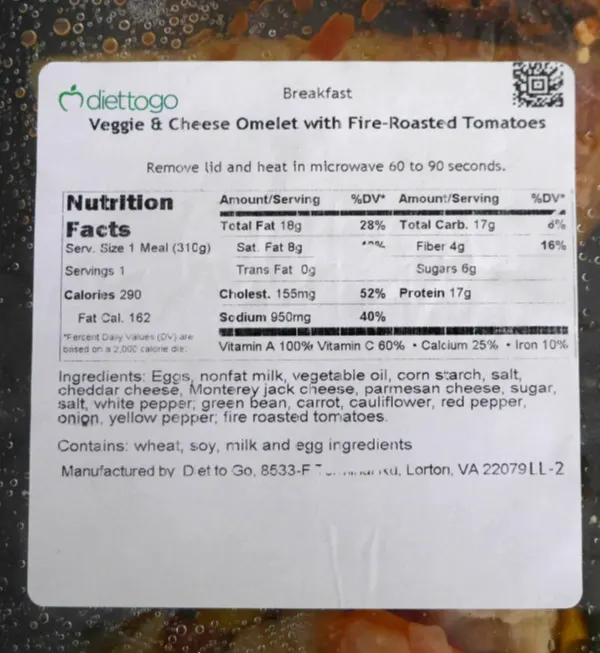 diettogo
Breakfast
Veggie & Cheese Omelet with Fire-Roasted Tomatoes
Remove lid and heat in microwave 60 to 90 seconds.
Nutrition Facts
Serv. Size 1 Meal (310g)
Servings 1
Calories 290
Fat Cal. 162
*Percent Daily Values (DV) are
based on a 2,000 calorie die
Amount/Serving %DV* Amount/Serving %DV*
Total Fat 18g 28% Total Carb. 17g 6%
Sat. Fat 8g Fiber 4g 16%
Trans Fat 0g Sugars 6g
Cholest. 155mg 52% Protein 17g
Sodium 950mg 40%
Vitamin A 100% Vitamin C 60% • Calcium 25% • Iron 10%
Ingredients: Eggs, nonfat milk, vegetable oil, corn starch, salt,
cheddar cheese, Monterey jack cheese, parmesan cheese, sugar,
salt, white pepper; green bean, carrot, cauliflower, red pepper,
onion, yellow pepper; fire roasted tomatoes.
Contains: wheat, soy, milk and egg ingredients
Manufactured by Diet to Go, 8533-F Rd, Lorton, VA 22079 LL-2